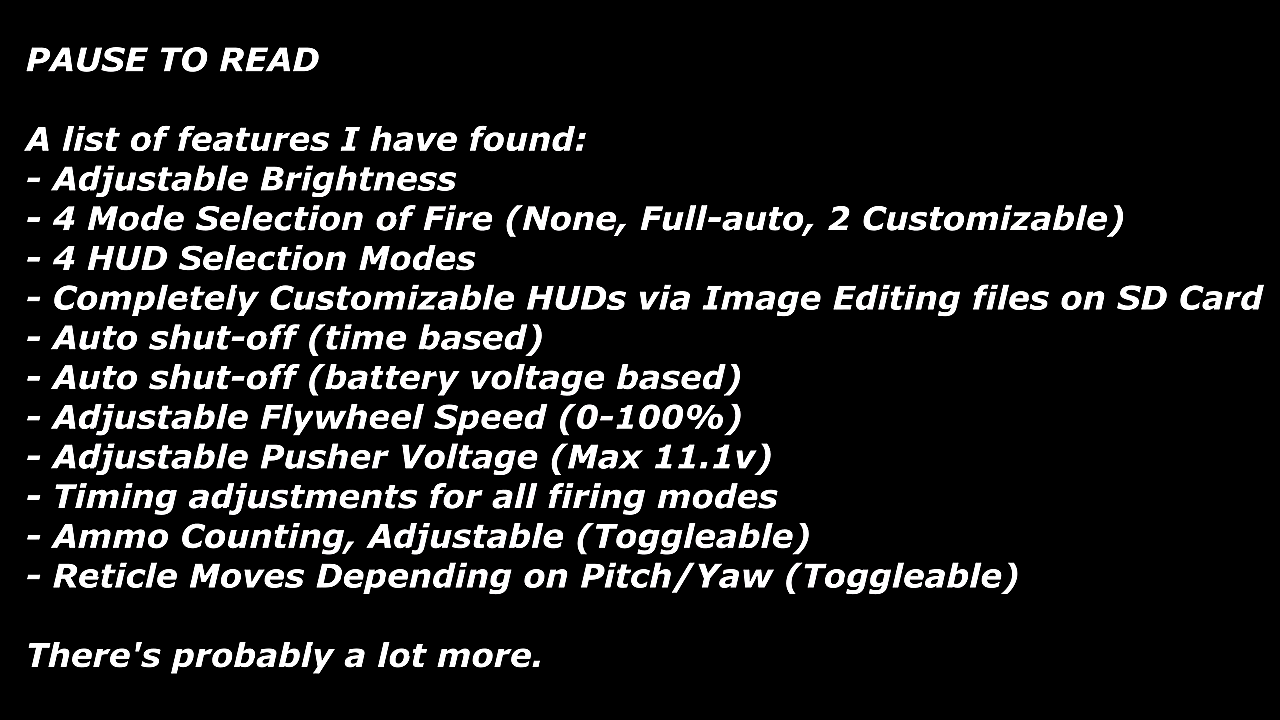 PAUSE TO READ
A list of features I have found:
- Adjustable Brightness
- 4 Mode Selection of Fire (None, Full-auto, 2 Customizable)
- 4 HUD Selection Modes
- Completely Customizable HUDs via Image Editing files on SD Card
- Auto shut-off (time based)
- Auto shut-off (battery voltage based)
- Adjustable Flywheel Speed (0-100%)
- Adjustable Pusher Voltage (Max 11.1v)
- Timing adjustments for all firing modes
- Ammo Counting, Adjustable (Toggleable)
- Reticle Moves Depending on Pitch/Yaw (Toggleable)
There's probably a lot more.